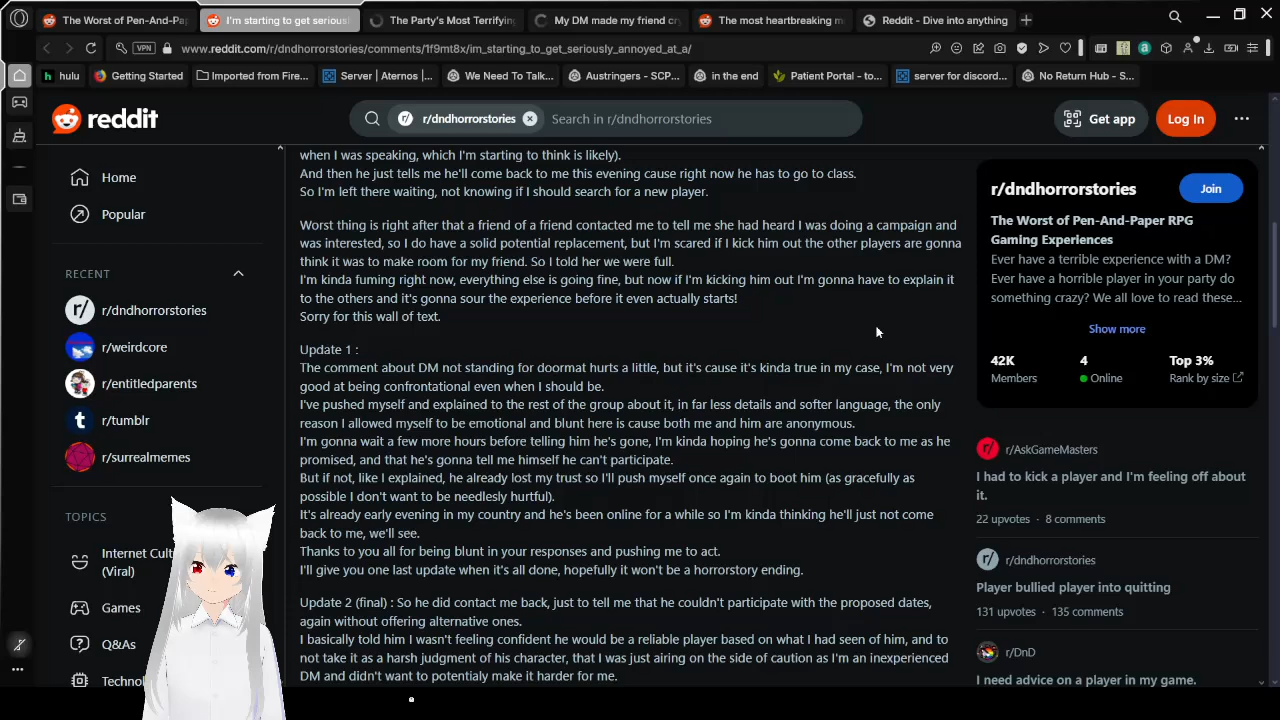 The Worst of Pen-And-Pa
I'm starting to get seriousl
The Party's Most Terrifyin
My DM made my friend cr
The most heartbreaking m
Reddit - Dive into anything
VPN
www.reddit.com/r/dndhorrorstories/comments/1f9mt8x/im_starting_to_get_seriously_annoyed_at_a/
hulu
Getting Started
Imported from Fire...
Server | Aternos |...
We Need To Talk...
Austringers - SCP...
in the end
Patient Portal - to...
server for discord...
No Return Hub - S...
reddit
r/dndhorrorstories
Search in r/dndhorrorstories
Get app
Log In
Home
Popular
RECENT
r/dndhorrorstories
r/weirdcore
r/entitledparents
r/tumblr
r/surrealmemes
TOPICS
Internet Cult
(Viral)
Games
Q&As
Technol
when I was speaking, which I'm starting to think is likely).
And then he just tells me he'll come back to me this evening cause right now he has to go to class.
So I'm left there waiting, not knowing if I should search for a new player.
Worst thing is right after that a friend of a friend contacted me to tell me she had heard I was doing a campaign and
was interested, so I do have a solid potential replacement, but I'm scared if I kick him out the other players are gonna
think it was to make room for my friend. So I told her we were full.
I'm kinda fuming right now, everything else is going fine, but now if I'm kicking him out I'm gonna have to explain it
to the others and it's gonna sour the experience before it even actually starts!
Sorry for this wall of text.
Update 1 :
The comment about DM not standing for doormat hurts a little, but it's cause it's kinda true in my case, I'm not very
good at being confrontational even when I should be.
I've pushed myself and explained to the rest of the group about it, in far less details and softer language, the only
reason I allowed myself to be emotional and blunt here is cause both me and him are anonymous.
I'm gonna wait a few more hours before telling him he's gone, I'm kinda hoping he's gonna come back to me as he
promised, and that he's gonna tell me himself he can't participate.
But if not, like I explained, he already lost my trust so I'll push myself once again to boot him (as gracefully as
possible I don't want to be needlesly hurtful).
It's already early evening in my country and he's been online for a while so I'm kinda thinking he'll just not come
back to me, we'll see.
Thanks to you all for being blunt in your responses and pushing me to act.
I'll give you one last update when it's all done, hopefully it won't be a horrorstory ending.
Update 2 (final) : So he did contact me back, just to tell me that he couldn't participate with the proposed dates,
again without offering alternative ones.
I basically told him I wasn't feeling confident he would be a reliable player based on what I had seen of him, and to
not take it as a harsh judgment of his character, that I was just airing on the side of caution as I'm an inexperienced
DM and didn't want to potentialy make it harder for me.
r/dndhorrorstories
Join
The Worst of Pen-And-Paper RPG
Gaming Experiences
Ever have a terrible experience with a DM?
Ever have a horrible player in your party do
something crazy? We all love to read these...
Show more
42K
Members
4
Online
Top 3%
Rank by size
r/AskGameMasters
I had to kick a player and I'm feeling off about
it.
22 upvotes · 8 comments
r/dndhorrorstories
Player bullied player into quitting
131 upvotes · 135 comments
r/DnD
I need advice on a player in my game.